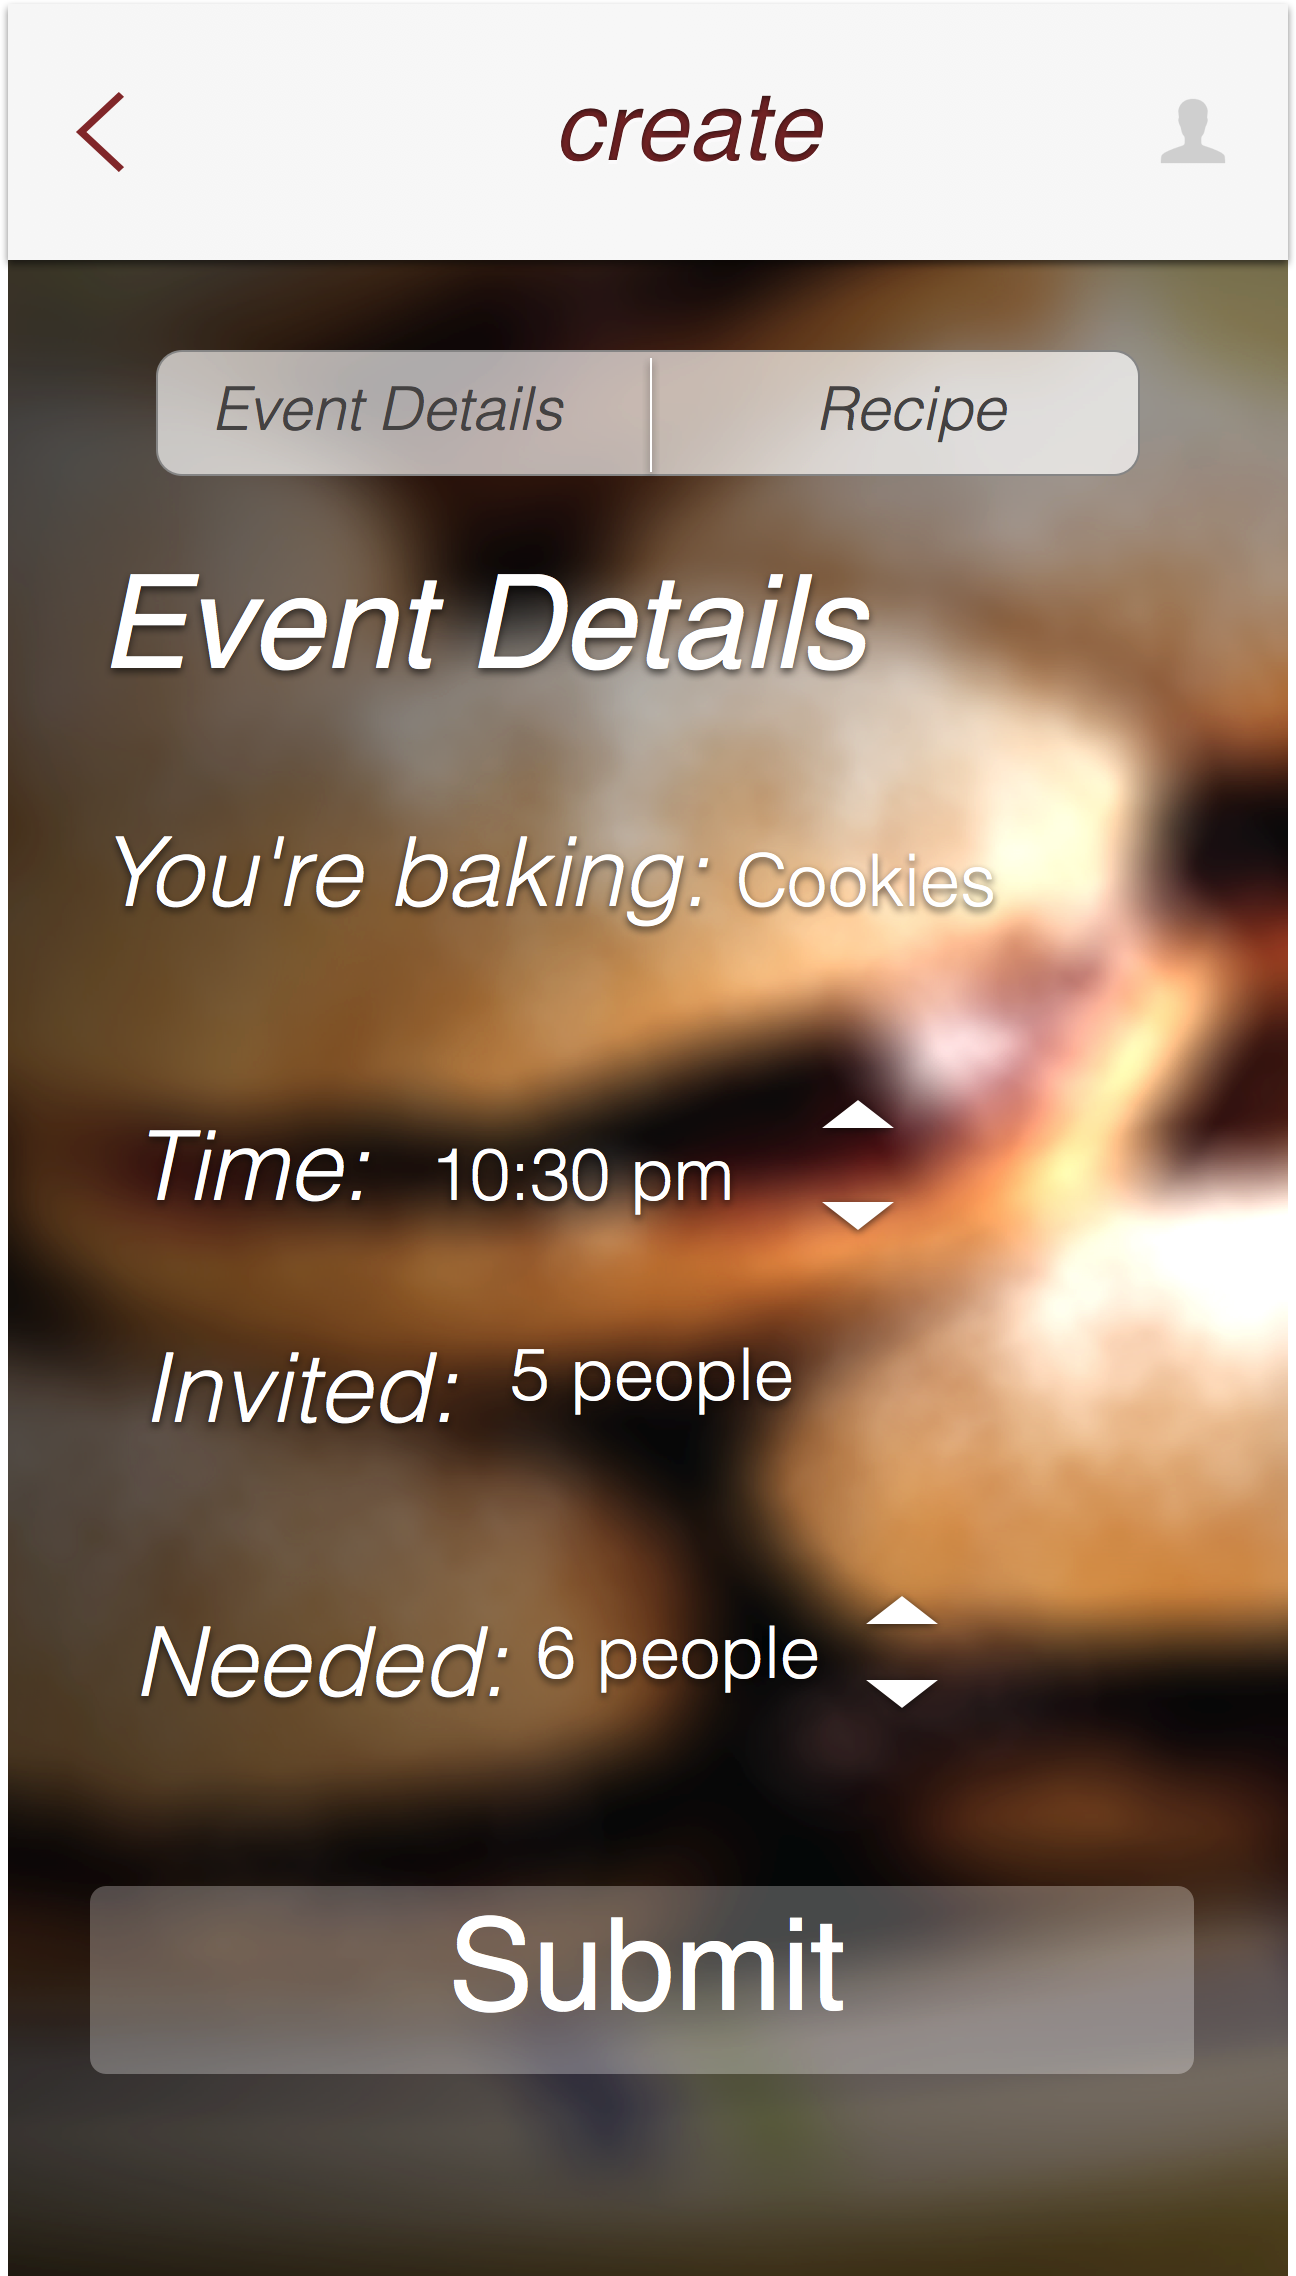 create
Event Details Recipe
Event Details
You're baking: Cookies
Time: 10:30 pm
Invited: 5 people
Needed: 6 people
Submit